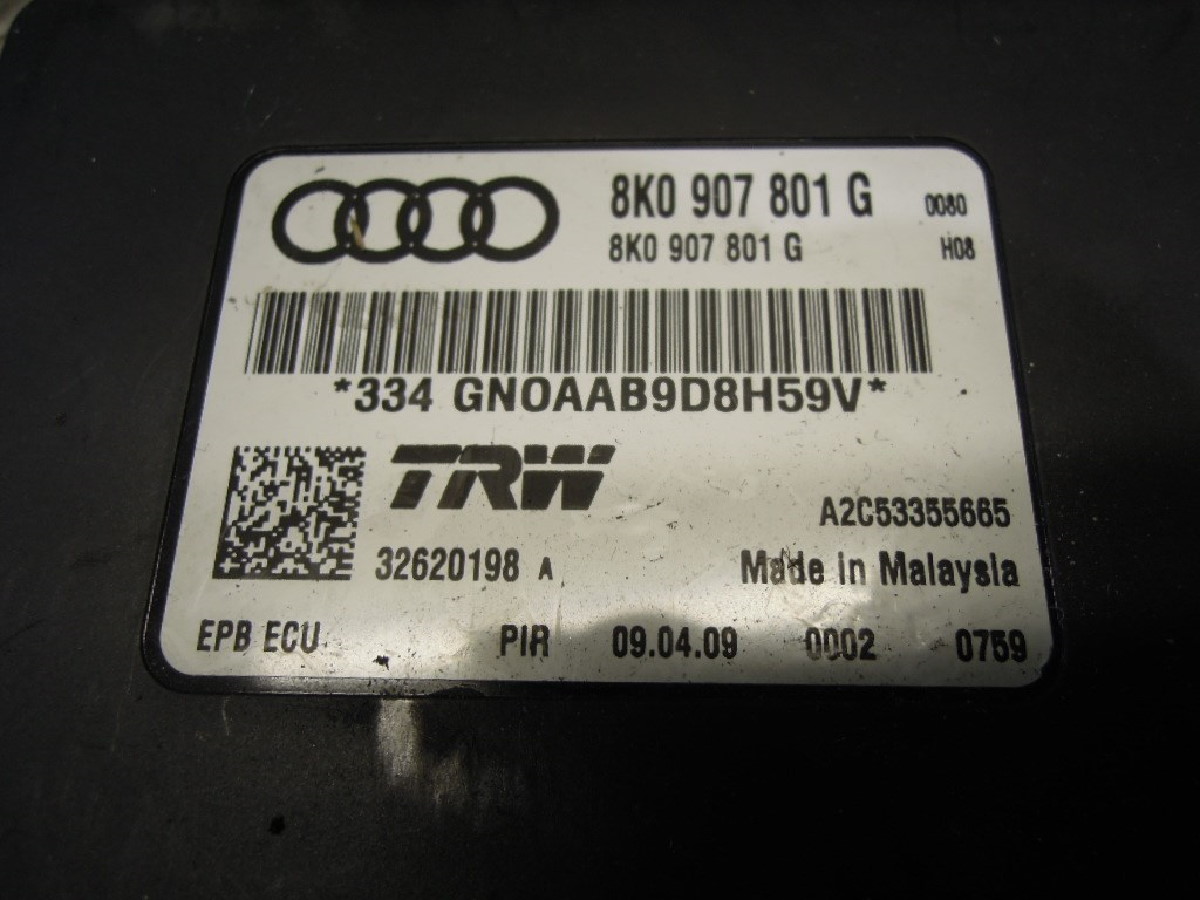 8K0 907 801 G 0080
8K0 907 801 G H08
*334 GN0AAB9D8H59V*
TRW
A2C53355665
32620198 A Made in Malaysia
EPB ECU PIR 09.04.09 0002 0759